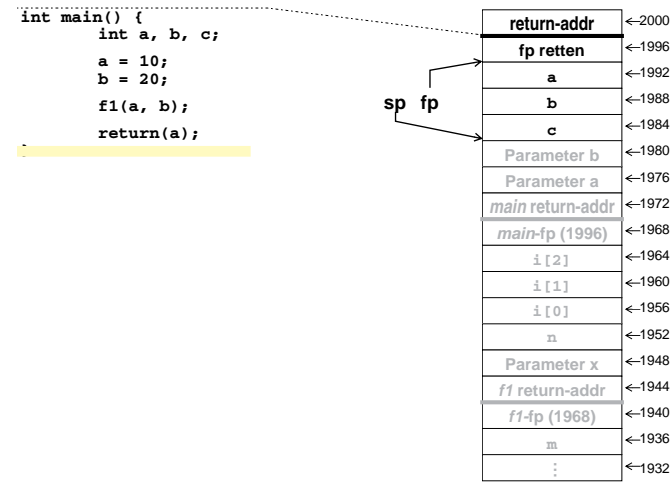 int main() {
int a, b, c;
a = 10;
b = 20;
f1(a, b);
return(a);
sp fp
return-addr ←2000
fp retten ←1996
a ←1992
b ←1988
c ←1984
Parameter b ←1980
Parameter a ←1976
main return-addr ←1972
main-fp (1996) ←1968
i[2] ←1964
i[1] ←1960
i[0] ←1956
n ←1952
Parameter x ←1948
f1 return-addr ←1944
f1-fp (1968) ←1940
m ←1936
⋮ ←1932